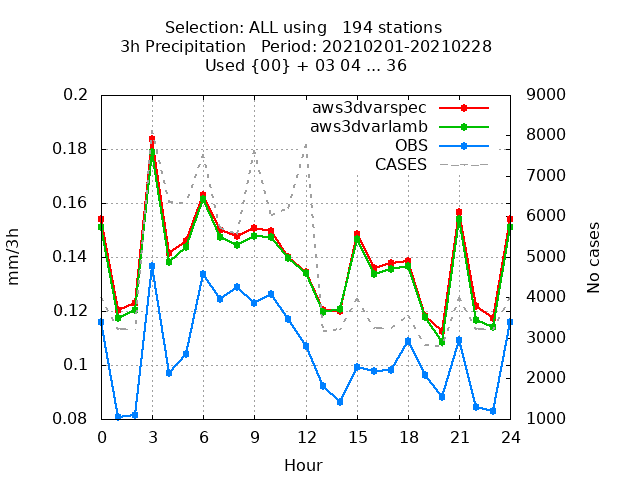 Selection: ALL using   194 stations
3h Precipitation   Period: 20210201-20210228
Used {00} + 03 04 ... 36
0.2
0.18
0.16
0.14
0.12
0.1
0.08
mm/3h
aws3dvarspec
aws3dvarlamb
OBS
CASES
9000
8000
7000
6000
5000
4000
3000
2000
1000
No cases
0 3 6 9 12 15 18 21 24
Hour